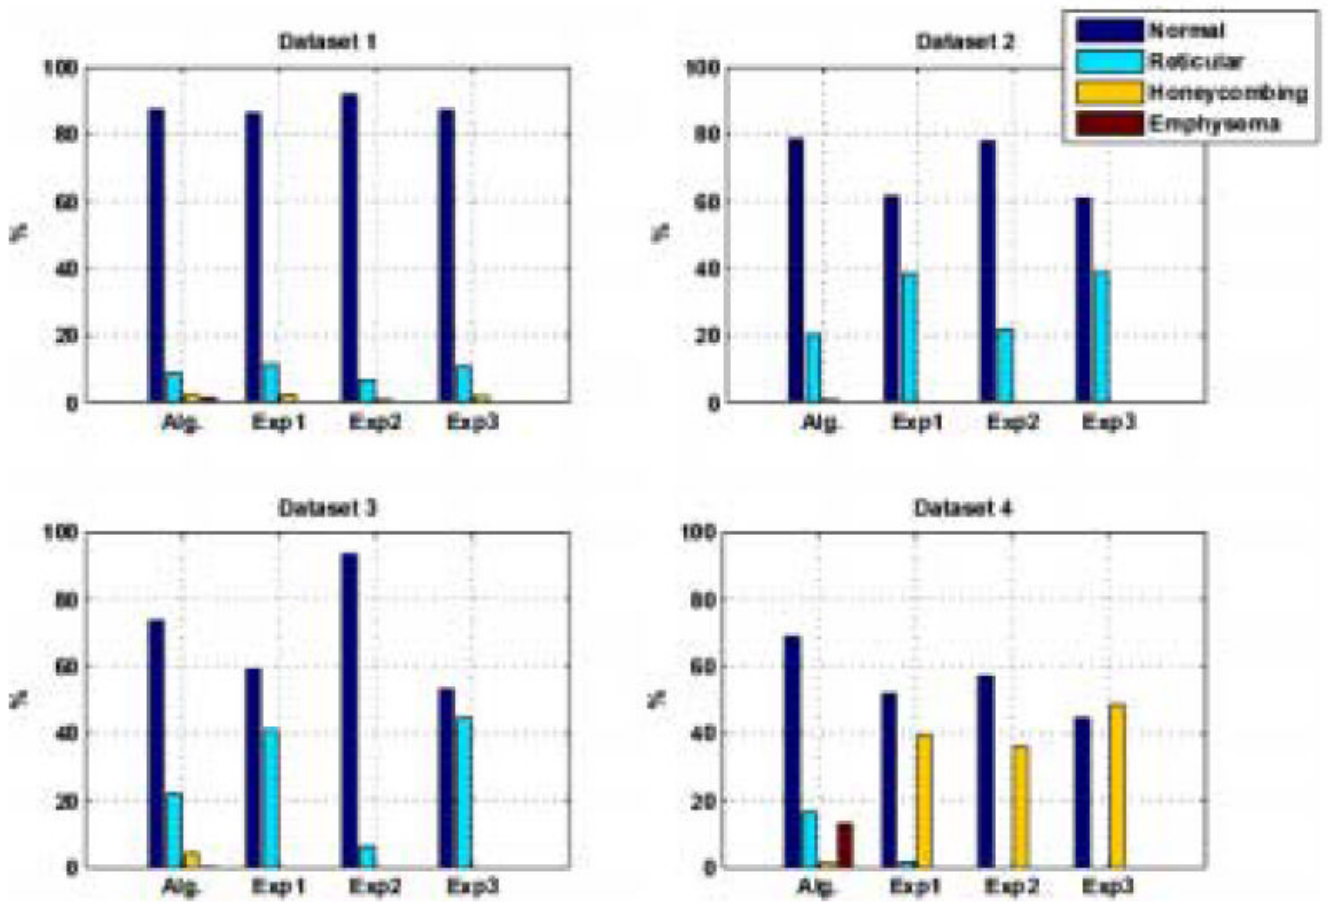 Dataset 1
100
80
60
40
20
0
%
Alg. Exp1 Exp2 Exp3
Dataset 2
100
80
60
40
20
0
%
Alg. Exp1 Exp2 Exp3
Normal
Reticular
Honeycombing
Emphysema
Dataset 3
100
80
60
40
20
0
%
Alg. Exp1 Exp2 Exp3
Dataset 4
100
80
60
40
20
0
%
Alg. Exp1 Exp2 Exp3